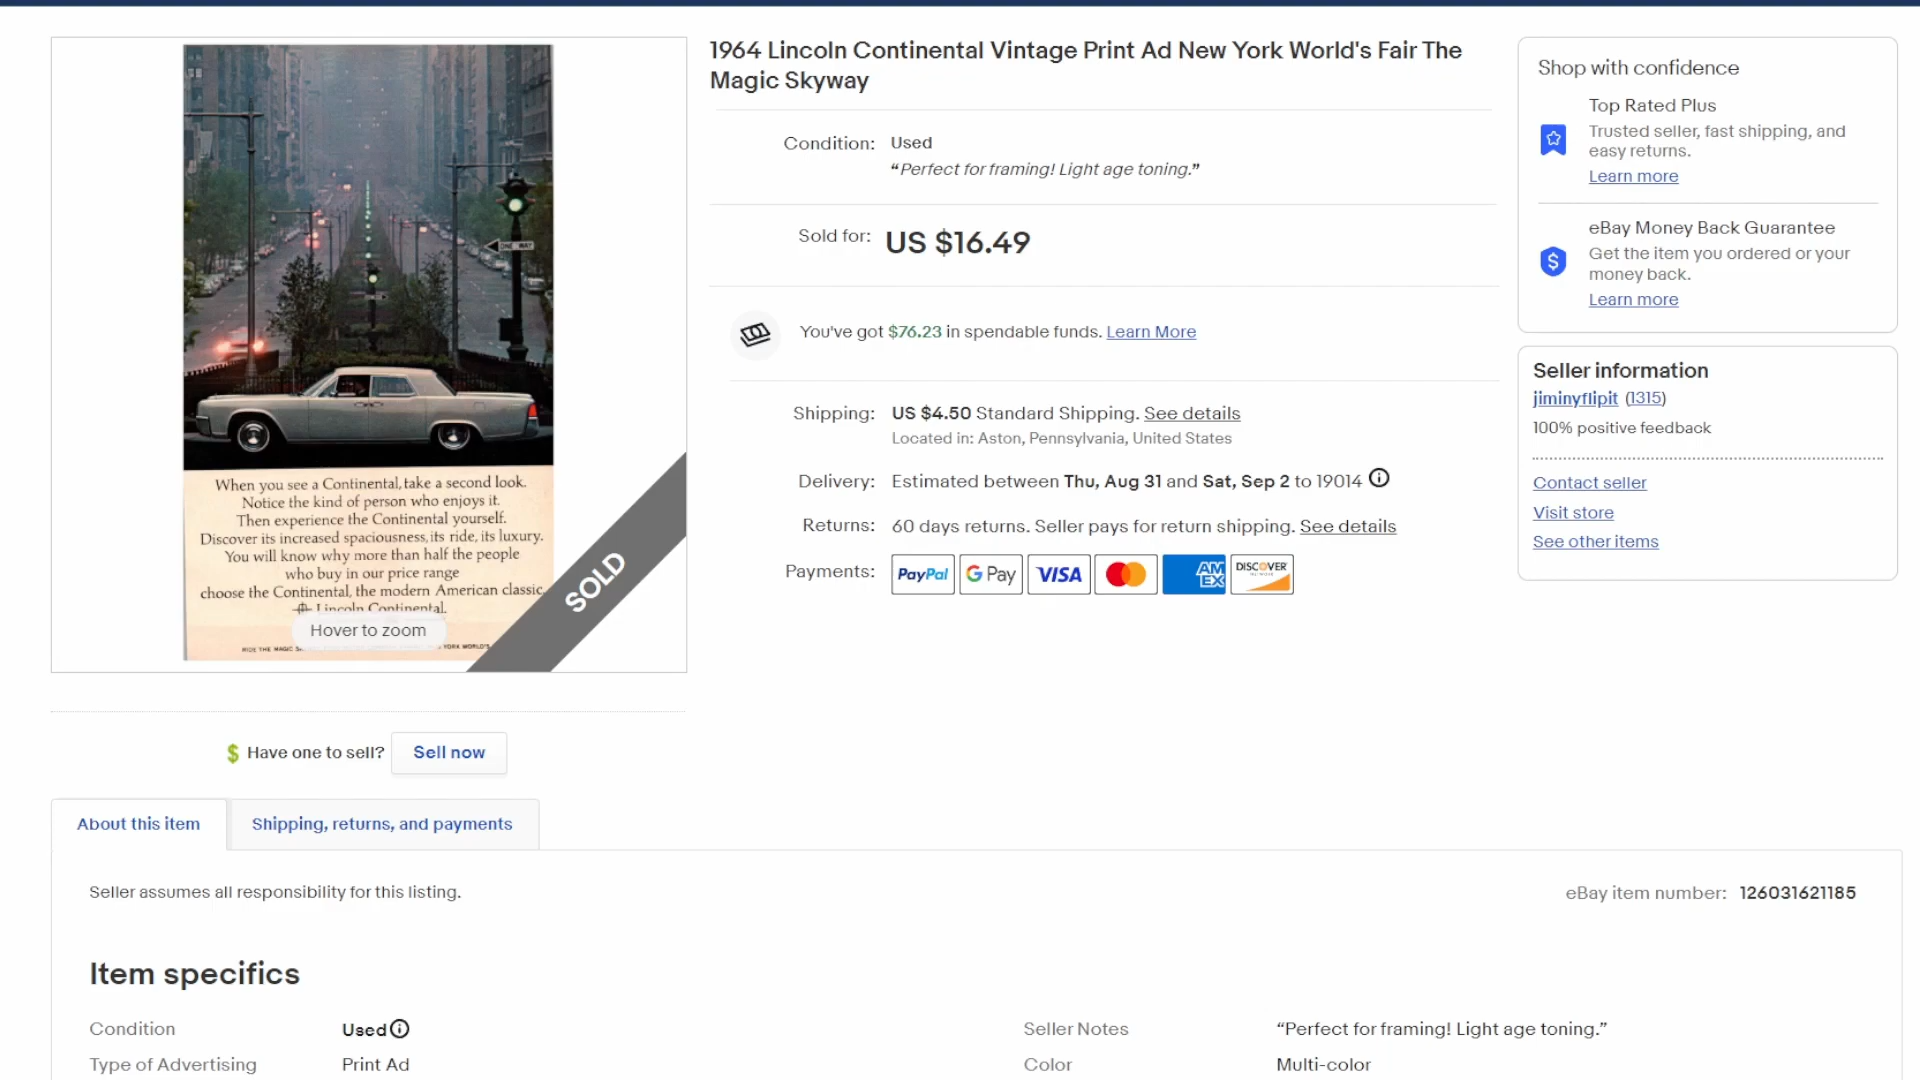 1964 Lincoln Continental Vintage Print Ad New York World's Fair The
Magic Skyway
Condition: Used
“Perfect for framing! Light age toning.”
Sold for: US $16.49
You've got $76.23 in spendable funds. Learn More
Shipping: US $4.50 Standard Shipping. See details
Located in: Aston, Pennsylvania, United States
Delivery: Estimated between Thu, Aug 31 and Sat, Sep 2 to 19014
Returns: 60 days returns. Seller pays for return shipping. See details
Payments: PayPal G Pay VISA AM EX DISCOVER
Shop with confidence
Top Rated Plus
Trusted seller, fast shipping, and
easy returns.
Learn more
eBay Money Back Guarantee
Get the item you ordered or your
money back.
Learn more
Seller information
jiminyflipit (1315)
100% positive feedback
Contact seller
Visit store
See other items
ONE WAY
When you see a Continental, take a second look.
Notice the kind of person who enjoys it.
Then experience the Continental yourself.
Discover its increased spaciousness, its ride, its luxury.
You will know why more than half the people
who buy in our price range
choose the Continental, the modern American classic.
Lincoln Continental.
Hover to zoom
RIDE THE MAGIC YORK WORLD'S
SOLD
$ Have one to sell? Sell now
About this item
Shipping, returns, and payments
Seller assumes all responsibility for this listing.
eBay item number: 126031621185
Item specifics
Condition Used
Seller Notes “Perfect for framing! Light age toning.”
Type of Advertising Print Ad
Color Multi-color